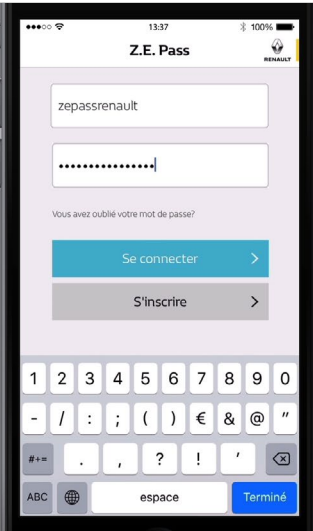 13:37
100%
Z.E. Pass
RENAULT
zepassrenault
••••••••••••••••
Vous avez oublié votre mot de passe?
Se connecter >
S'inscrire >
1 2 3 4 5 6 7 8 9 0
- / : ; ( ) € & @ "
#+= . , ? ! '
ABC espace Terminé